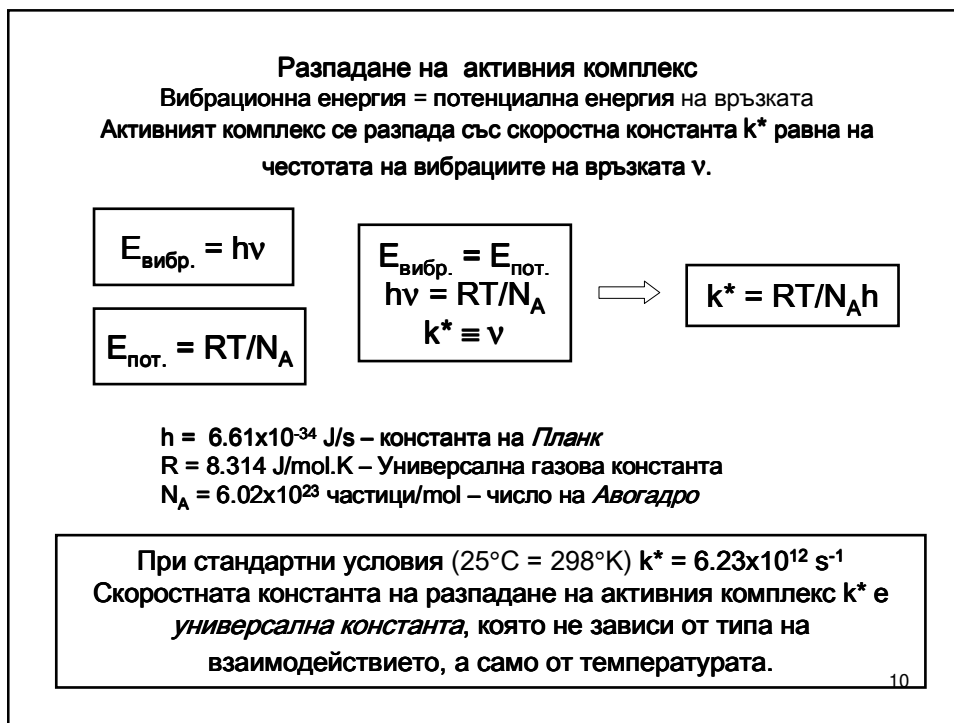 Разпадане на активния комплекс
Вибрационна енергия = потенциална енергия на връзката
Активният комплекс се разпада със скоростна константа k* равна на
честотата на вибрациите на връзката ν.
Eвибр. = hν
Eпот. = RT/NA
Eвибр. = Eпот.
hν = RT/NA
k* ≡ ν
k* = RT/NAh
h = 6.61x10⁻³⁴ J/s – константа на Планк
R = 8.314 J/mol.K – Универсална газова константа
NA = 6.02x10²³ частици/mol – число на Авогадро
При стандартни условия (25°C = 298°K) k* = 6.23x10¹² s⁻¹
Скоростната константа на разпадане на активния комплекс k* е
универсална константа, която не зависи от типа на
взаимодействието, а само от температурата.
10